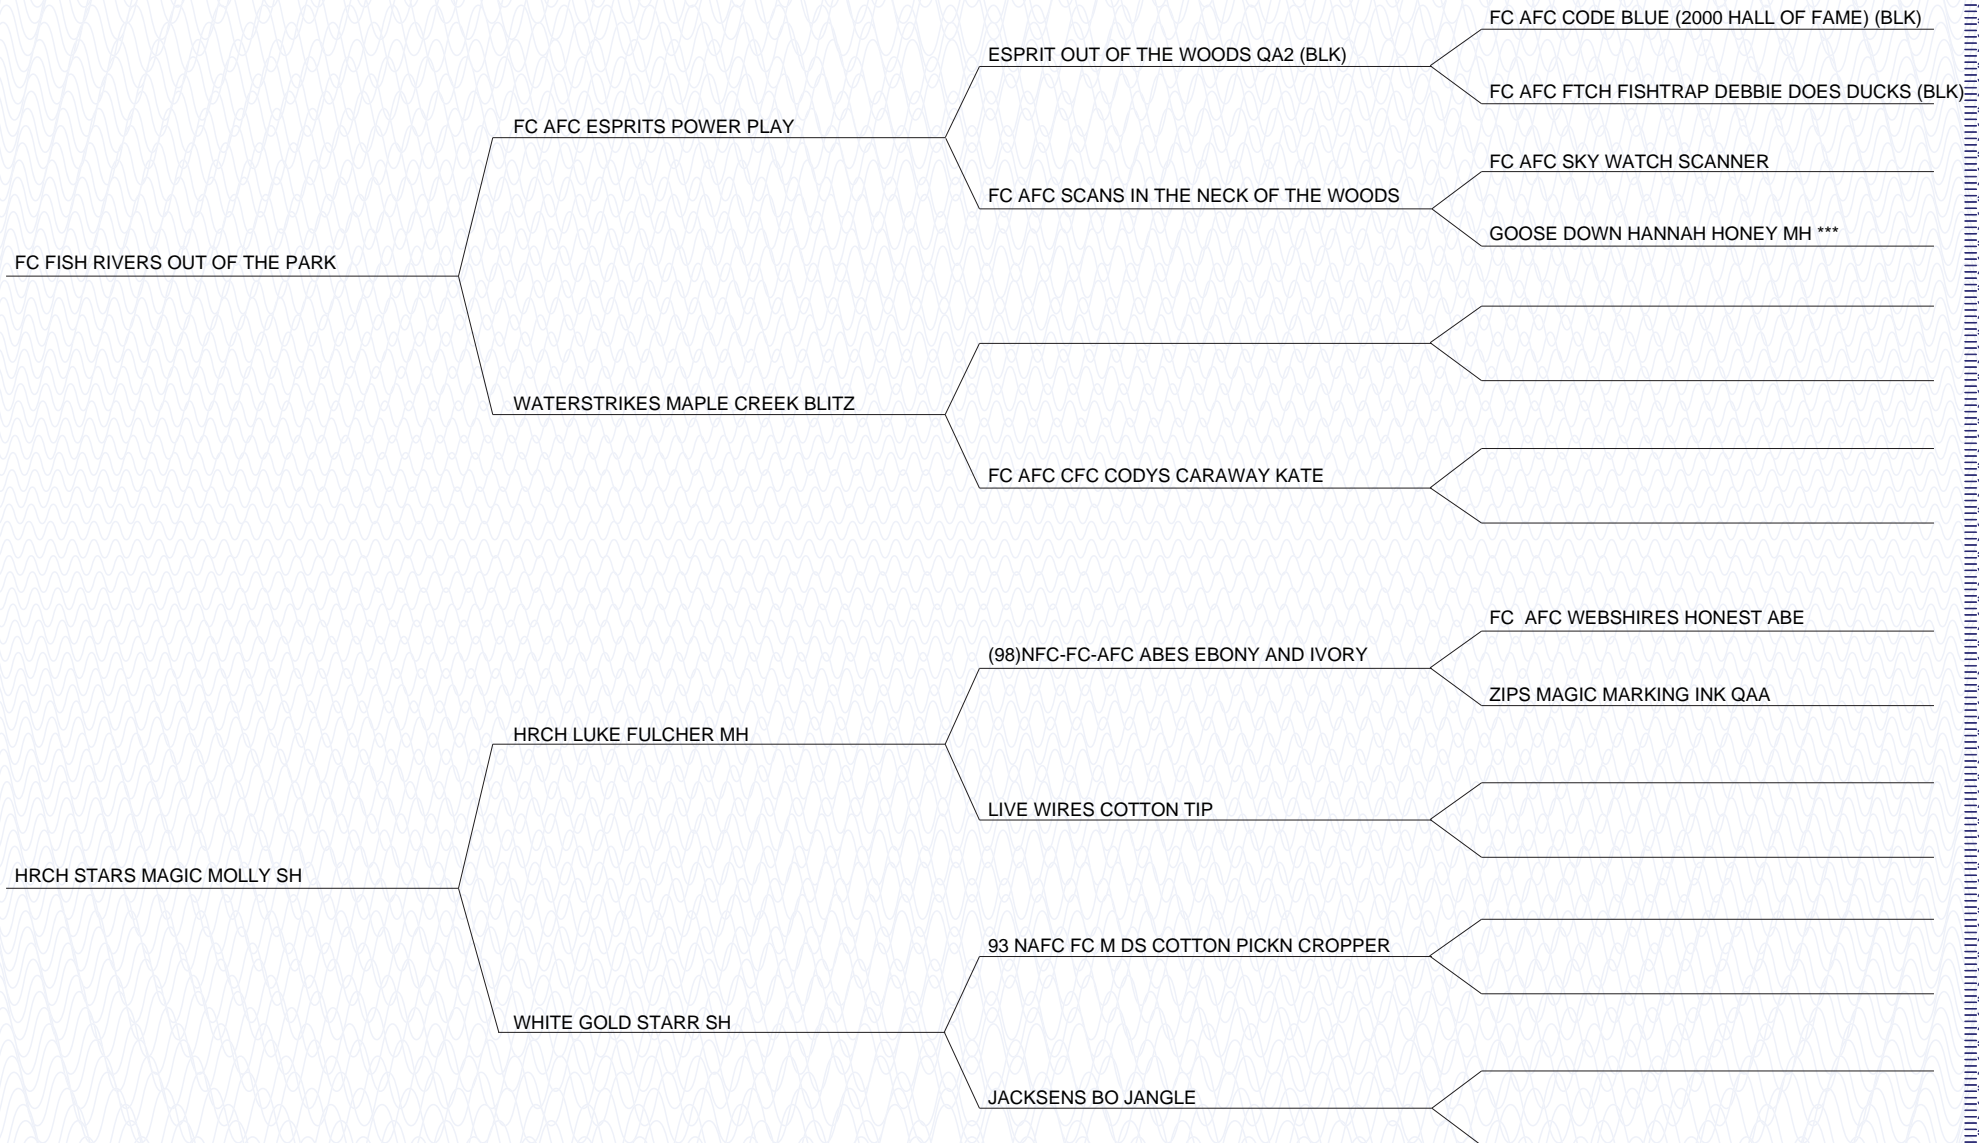 FC AFC CODE BLUE (2000 HALL OF FAME) (BLK)
ESPRIT OUT OF THE WOODS QA2 (BLK)
FC AFC FTCH FISHTRAP DEBBIE DOES DUCKS (BLK)
FC AFC ESPRITS POWER PLAY
FC AFC SKY WATCH SCANNER
FC AFC SCANS IN THE NECK OF THE WOODS
GOOSE DOWN HANNAH HONEY MH ***
FC FISH RIVERS OUT OF THE PARK
WATERSTRIKES MAPLE CREEK BLITZ
FC AFC CFC CODYS CARAWAY KATE
FC  AFC WEBSHIRES HONEST ABE
(98)NFC-FC-AFC ABES EBONY AND IVORY
ZIPS MAGIC MARKING INK QAA
HRCH LUKE FULCHER MH
LIVE WIRES COTTON TIP
HRCH STARS MAGIC MOLLY SH
93 NAFC FC M DS COTTON PICKN CROPPER
WHITE GOLD STARR SH
JACKSENS BO JANGLE